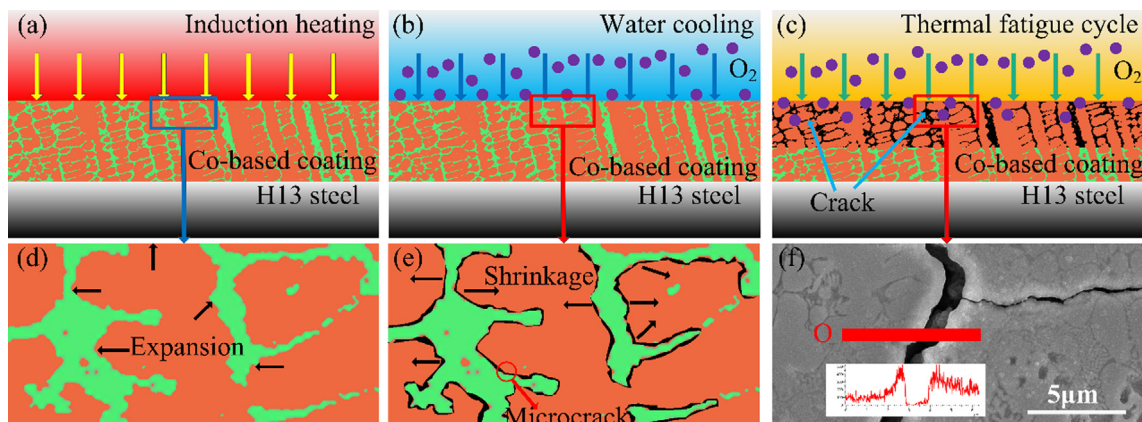 (a) Induction heating
Co-based coating
H13 steel
(b) Water cooling
O₂
Co-based coating
H13 steel
(c) Thermal fatigue cycle
O₂
Co-based coating
Crack H13 steel
(d)
Expansion
(e)
Shrinkage
Microcrack
(f)
O
5μm